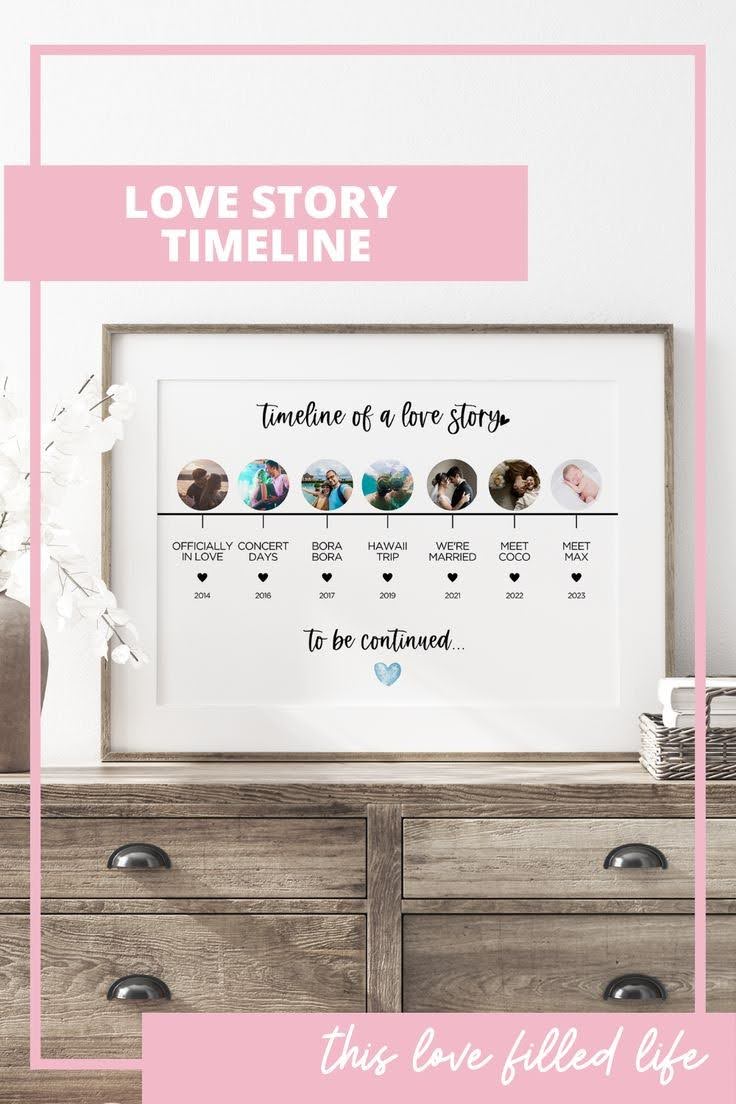 LOVE STORY
TIMELINE
timeline of a love story
OFFICIALLY
IN LOVE
2014
CONCERT
DAYS
2016
BORA
BORA
2017
HAWAII
TRIP
2019
WE'RE
MARRIED
2021
MEET
COCO
2022
MEET
MAX
2023
to be continued...
this love filled life